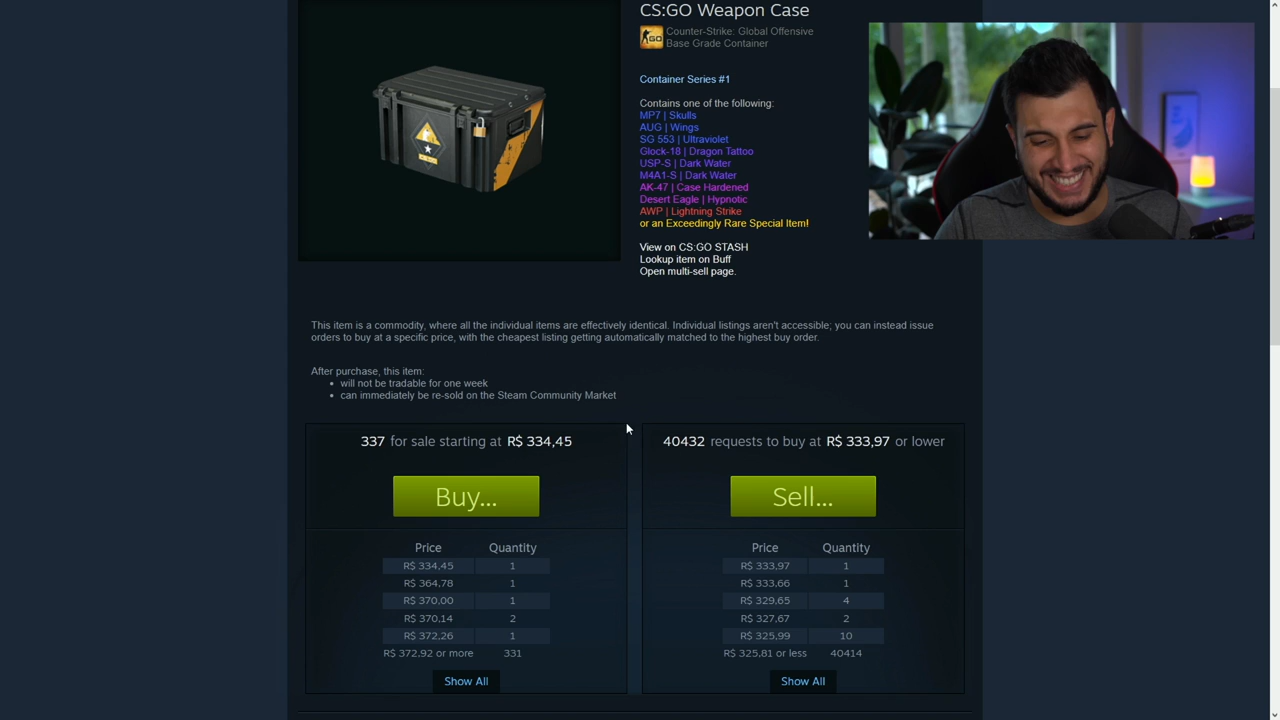 CS:GO Weapon Case
GO
Counter-Strike: Global Offensive
Base Grade Container
Container Series #1
Contains one of the following:
MP7 | Skulls
AUG | Wings
SG 553 | Ultraviolet
Glock-18 | Dragon Tattoo
USP-S | Dark Water
M4A1-S | Dark Water
AK-47 | Case Hardened
Desert Eagle | Hypnotic
AWP | Lightning Strike
or an Exceedingly Rare Special Item!
View on CS:GO STASH
Lookup item on Buff
Open multi-sell page.
This item is a commodity, where all the individual items are effectively identical. Individual listings aren't accessible; you can instead issue
orders to buy at a specific price, with the cheapest listing getting automatically matched to the highest buy order.
After purchase, this item:
• will not be tradable for one week
• can immediately be re-sold on the Steam Community Market
337 for sale starting at R$ 334,45
Buy...
Price Quantity
R$ 334,45 1
R$ 364,78 1
R$ 370,00 1
R$ 370,14 2
R$ 372,26 1
R$ 372,92 or more 331
Show All
40432 requests to buy at R$ 333,97 or lower
Sell...
Price Quantity
R$ 333,97 1
R$ 333,66 1
R$ 329,65 4
R$ 327,67 2
R$ 325,99 10
R$ 325,81 or less 40414
Show All